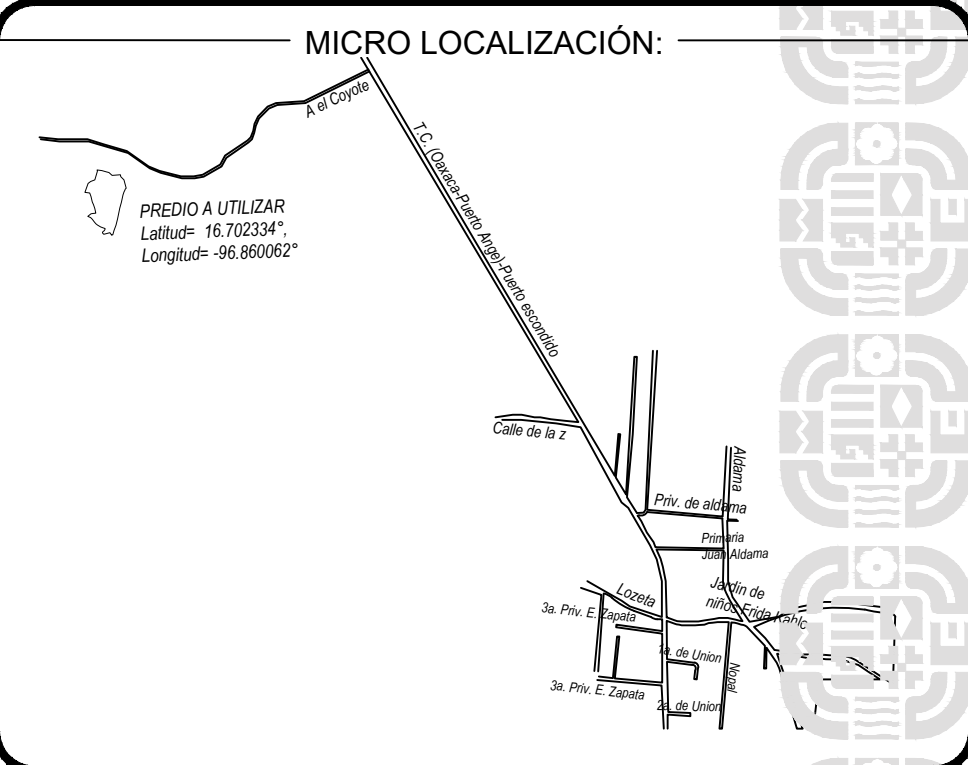 MICRO LOCALIZACIÓN:
A el Coyote
T.C. (Oaxaca-Puerto Ange)-Puerto escondido
PREDIO A UTILIZAR
Latitud= 16.702334°,
Longitud= -96.860062°
Calle de la z
Aldama
Priv. de aldama
Primaria
Juan Aldama
Jardin de
niños Frida Kahlo
Lozeta
3a. Priv. E. Zapata
1a. de Union
Nopal
3a. Priv. E. Zapata
2a. de Union